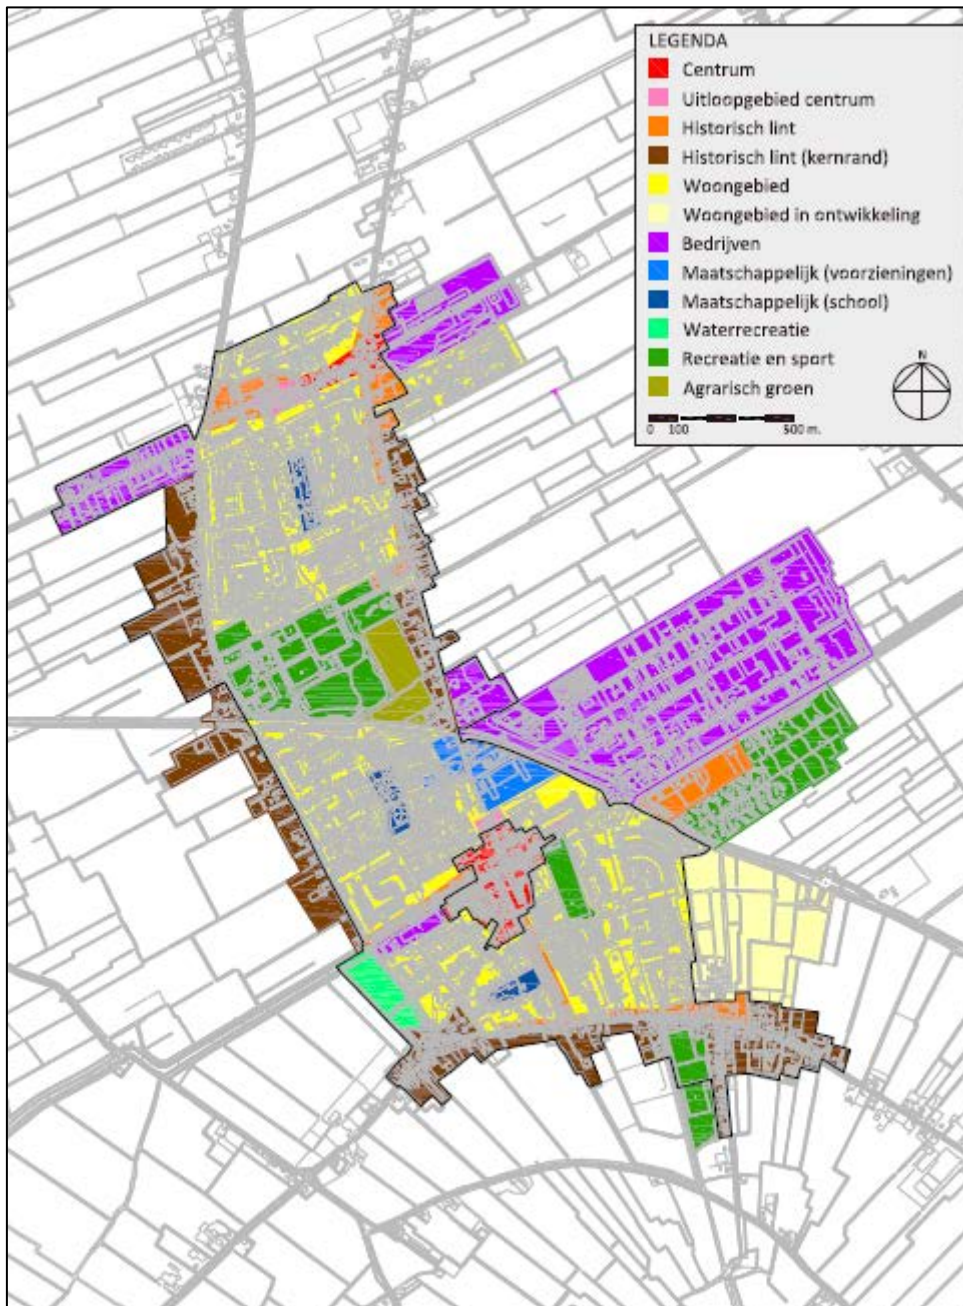 LEGENDA
Centrum
Uitloopgebied centrum
Historisch lint
Historisch lint (kernrand)
Woongebied
Woongebied in ontwikkeling
Bedrijven
Maatschappelijk (voorzieningen)
Maatschappelijk (school)
Waterrecreatie
Recreatie en sport
Agrarisch groen
N
0 100 500 m.